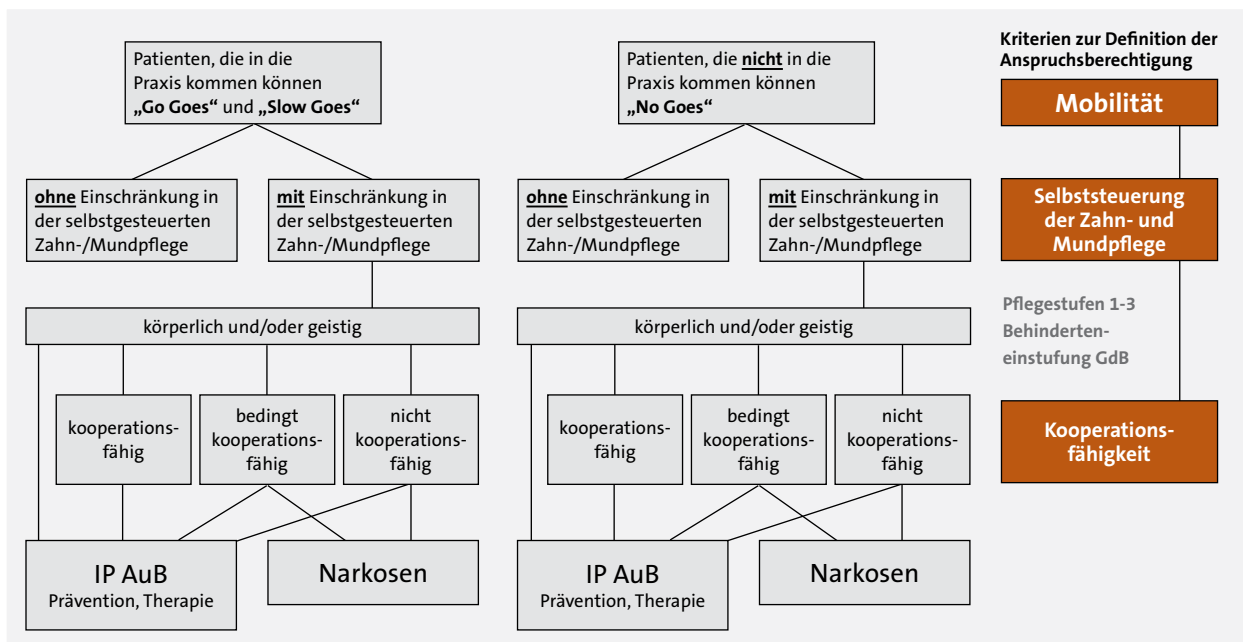 Patienten, die in die
Praxis kommen können
„Go Goes“ und „Slow Goes“
ohne Einschränkung in
der selbstgesteuerten
Zahn-/Mundpflege
mit Einschränkung in
der selbstgesteuerten
Zahn-/Mundpflege
körperlich und/oder geistig
kooperations-
fähig
bedingt
kooperations-
fähig
nicht
kooperations-
fähig
IP AuB
Prävention, Therapie
Narkosen
Patienten, die nicht in die
Praxis kommen können
„No Goes“
ohne Einschränkung in
der selbstgesteuerten
Zahn-/Mundpflege
mit Einschränkung in
der selbstgesteuerten
Zahn-/Mundpflege
körperlich und/oder geistig
kooperations-
fähig
bedingt
kooperations-
fähig
nicht
kooperations-
fähig
IP AuB
Prävention, Therapie
Narkosen
Kriterien zur Definition der
Anspruchsberechtigung
Mobilität
Selbststeuerung
der Zahn- und
Mundpflege
Pflegestufen 1-3
Behinderten-
einstufung GdB
Kooperations-
fähigkeit